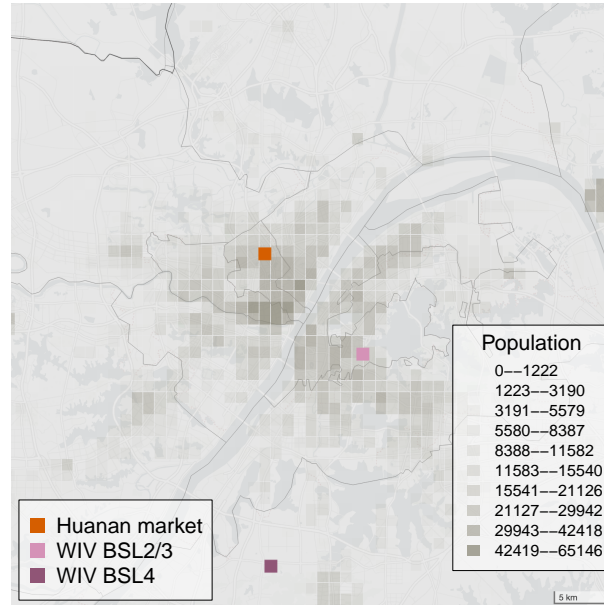 Population
0--1222
1223--3190
3191--5579
5580--8387
8388--11582
11583--15540
15541--21126
21127--29942
29943--42418
42419--65146
Huanan market
WIV BSL2/3
WIV BSL4
5 km